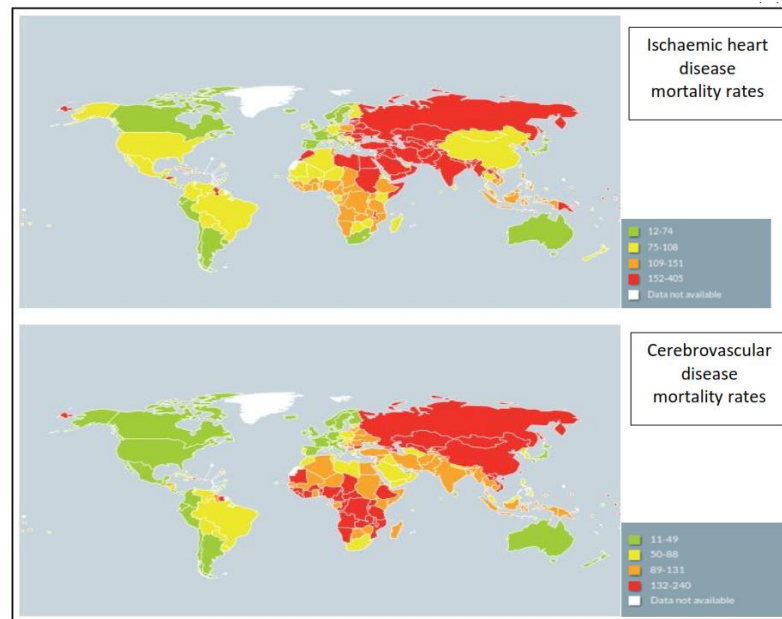 Ischaemic heart
disease
mortality rates
12-74
75-108
109-151
152-405
Data not available
Cerebrovascular
disease
mortality rates
11-49
50-88
89-131
132-240
Data not available